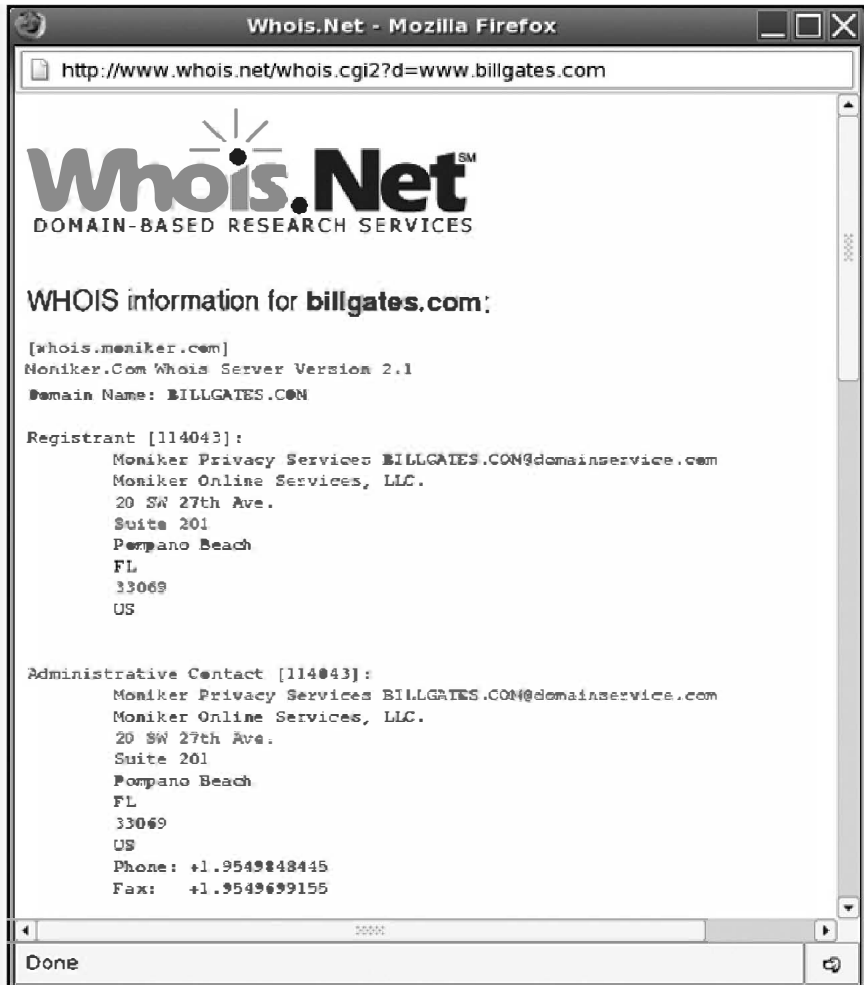 Whois.Net - Mozilla Firefox
http://www.whois.net/whois.cgi2?d=www.billgates.com
Whois.Net SM
DOMAIN-BASED RESEARCH SERVICES
WHOIS information for billgates.com:
[whois.moniker.com]
Moniker.Com Whois Server Version 2.1
Domain Name: BILLGATES.COM
Registrant [114043]:
Moniker Privacy Services BILLGATES.COM@domainservice.com
Moniker Online Services, LLC.
20 SW 27th Ave.
Suite 201
Pompano Beach
FL
33069
US
Administrative Contact [114043]:
Moniker Privacy Services BILLGATES.COM@domainservice.com
Moniker Online Services, LLC.
20 SW 27th Ave.
Suite 201
Pompano Beach
FL
33069
US
Phone: +1.9549848445
Fax: +1.9549699155
Done